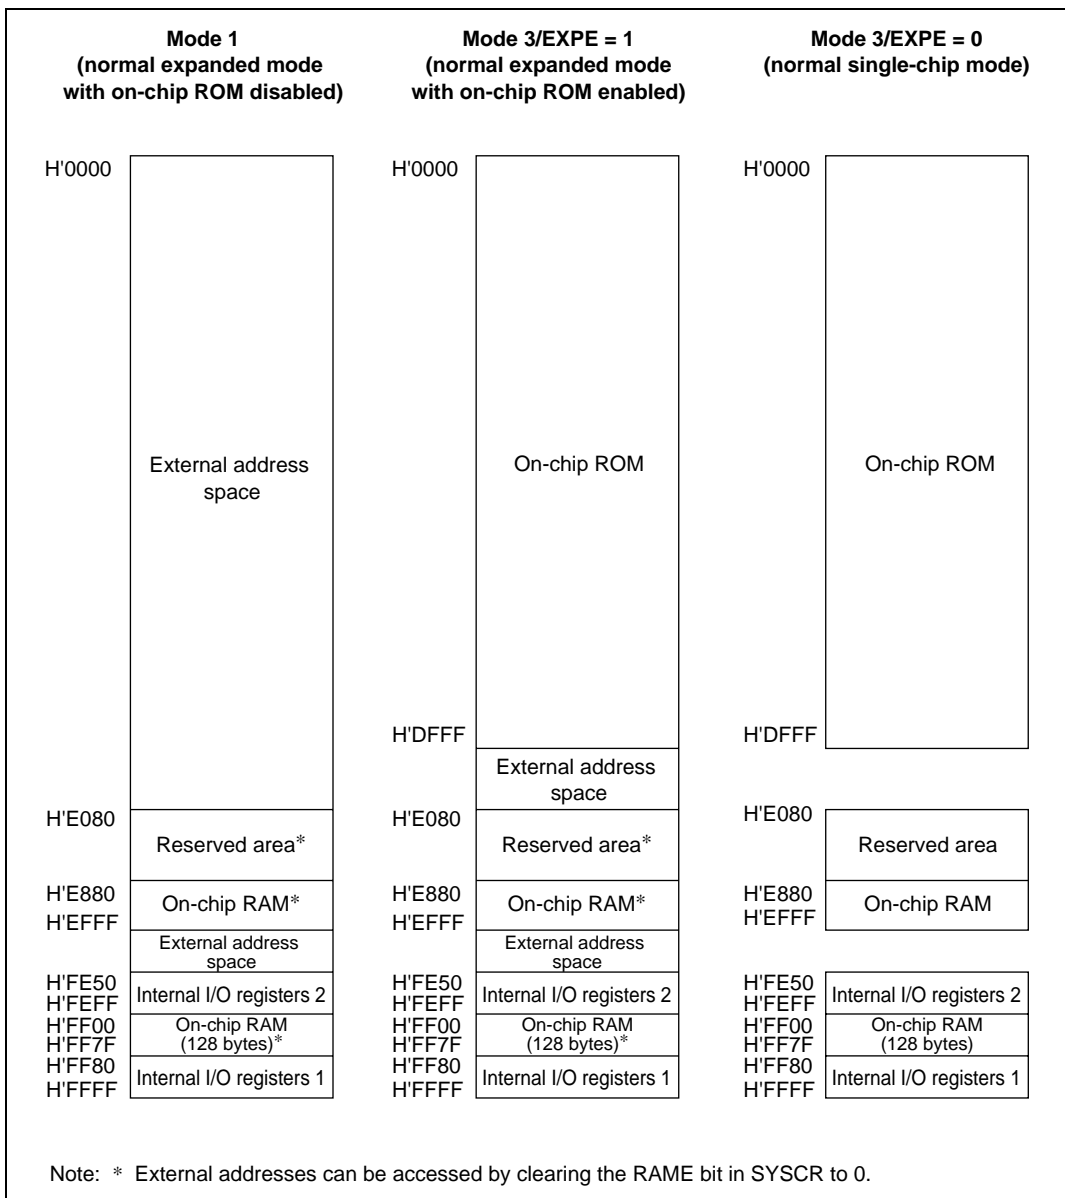 Mode 1
(normal expanded mode
with on-chip ROM disabled)
H'0000
External address
space
H'E080
Reserved area*
H'E880
On-chip RAM*
H'EFFF
External address
space
H'FE50
Internal I/O registers 2
H'FEFF
H'FF00
On-chip RAM
(128 bytes)*
H'FF7F
H'FF80
Internal I/O registers 1
H'FFFF
Mode 3/EXPE = 1
(normal expanded mode
with on-chip ROM enabled)
H'0000
On-chip ROM
H'DFFF
External address
space
H'E080
Reserved area*
H'E880
On-chip RAM*
H'EFFF
External address
space
H'FE50
Internal I/O registers 2
H'FEFF
H'FF00
On-chip RAM
(128 bytes)*
H'FF7F
H'FF80
Internal I/O registers 1
H'FFFF
Mode 3/EXPE = 0
(normal single-chip mode)
H'0000
On-chip ROM
H'DFFF
H'E080
Reserved area
H'E880
On-chip RAM
H'EFFF
H'FE50
Internal I/O registers 2
H'FEFF
H'FF00
On-chip RAM
(128 bytes)
H'FF7F
H'FF80
Internal I/O registers 1
H'FFFF
Note: * External addresses can be accessed by clearing the RAME bit in SYSCR to 0.